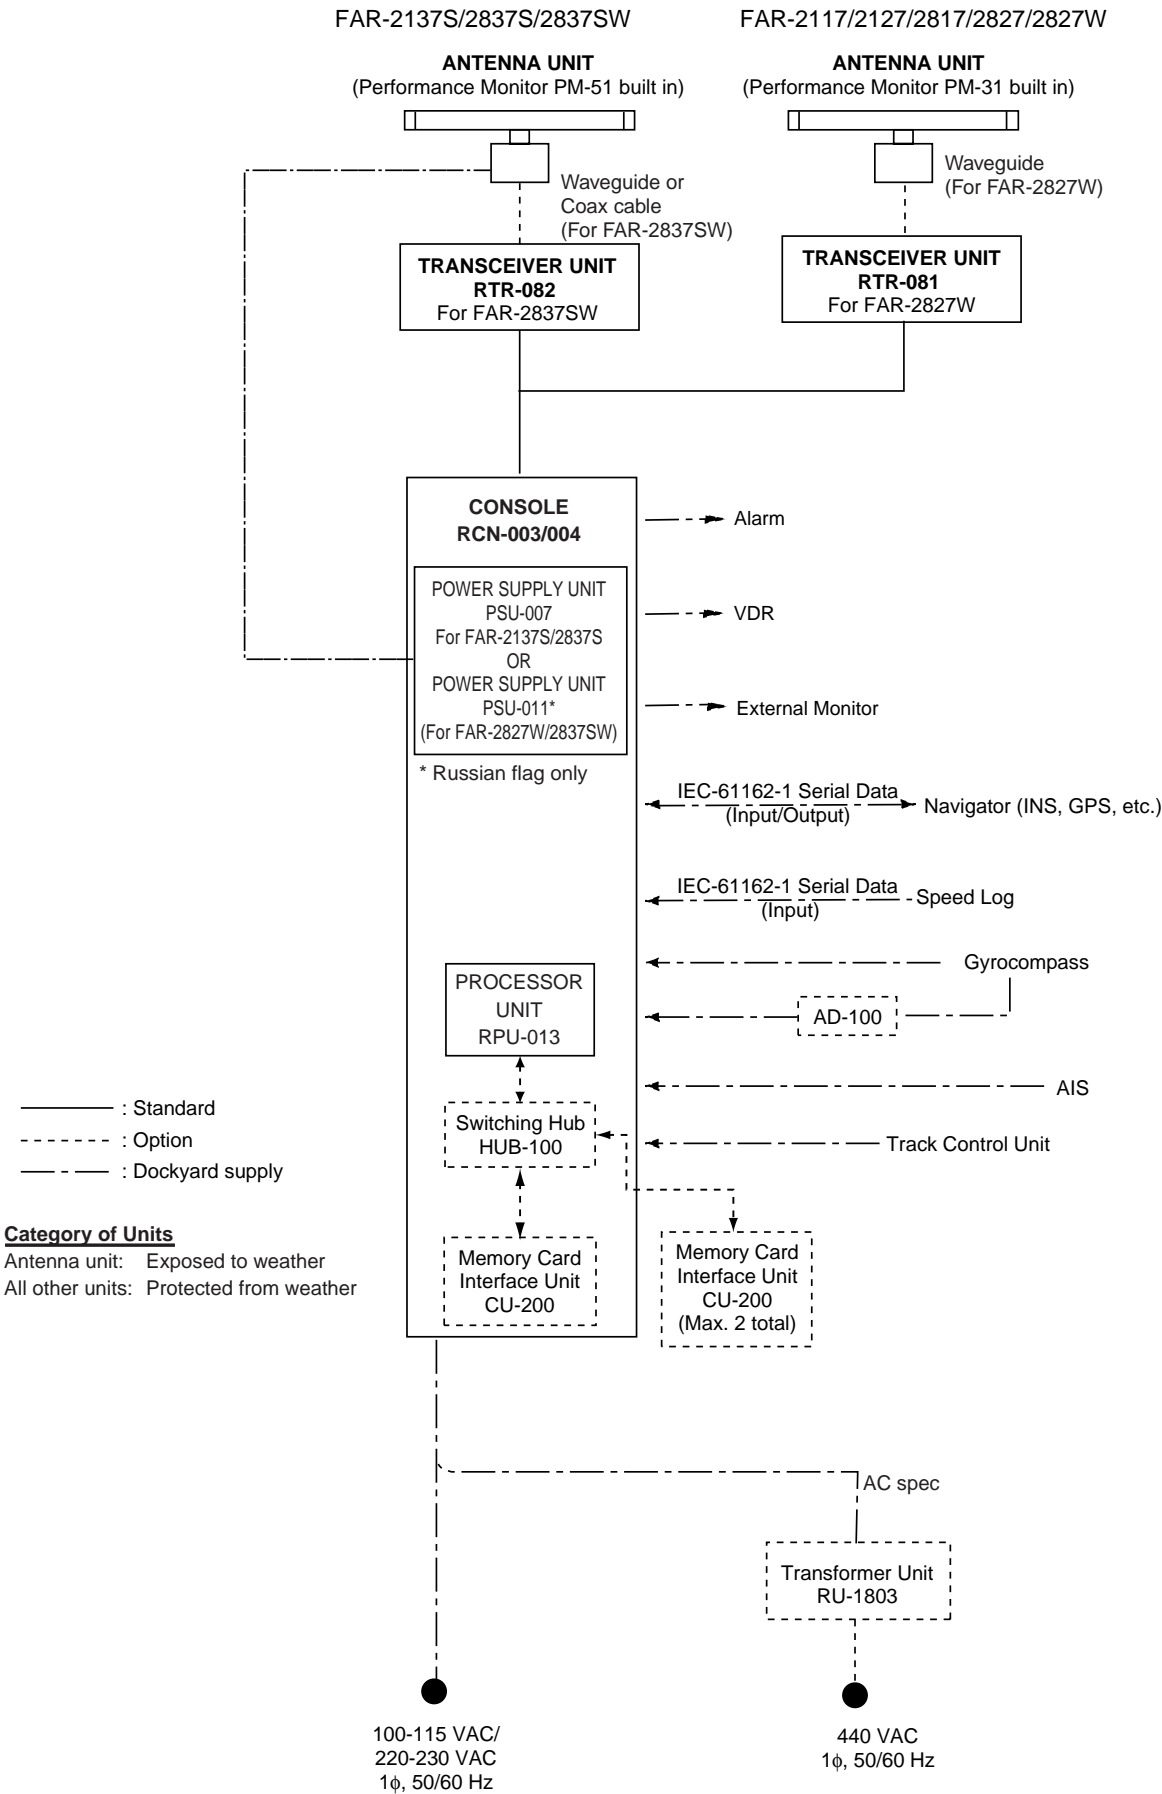 FAR-2137S/2837S/2837SW
FAR-2117/2127/2817/2827/2827W
ANTENNA UNIT
(Performance Monitor PM-51 built in)
ANTENNA UNIT
(Performance Monitor PM-31 built in)
Waveguide or
Coax cable
(For FAR-2837SW)
Waveguide
(For FAR-2827W)
TRANSCEIVER UNIT
RTR-082
For FAR-2837SW
TRANSCEIVER UNIT
RTR-081
For FAR-2827W
CONSOLE
RCN-003/004
POWER SUPPLY UNIT
PSU-007
For FAR-2137S/2837S
OR
POWER SUPPLY UNIT
PSU-011*
(For FAR-2827W/2837SW)
* Russian flag only
Alarm
VDR
External Monitor
IEC-61162-1 Serial Data
(Input/Output)
Navigator (INS, GPS, etc.)
IEC-61162-1 Serial Data
(Input)
Speed Log
Gyrocompass
AD-100
AIS
Track Control Unit
PROCESSOR
UNIT
RPU-013
Switching Hub
HUB-100
Memory Card
Interface Unit
CU-200
Memory Card
Interface Unit
CU-200
(Max. 2 total)
: Standard
: Option
: Dockyard supply
Category of Units
Antenna unit: Exposed to weather
All other units: Protected from weather
AC spec
Transformer Unit
RU-1803
100-115 VAC/
220-230 VAC
1ϕ, 50/60 Hz
440 VAC
1ϕ, 50/60 Hz